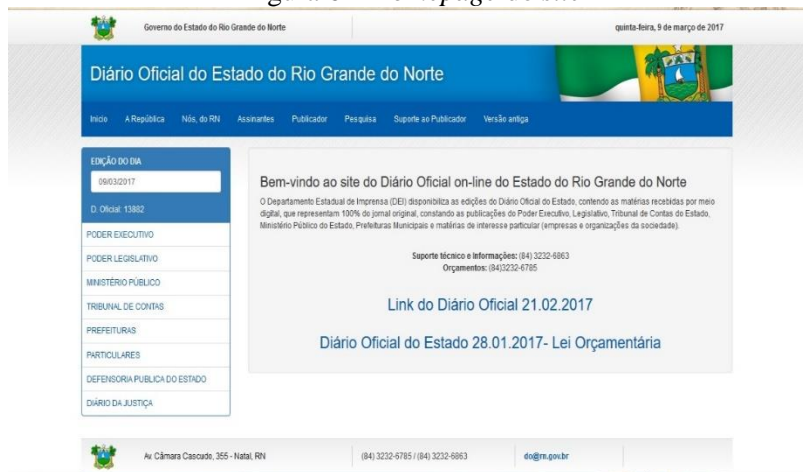 Governo do Estado do Rio Grande do Norte
quinta-feira, 9 de março de 2017
Diário Oficial do Estado do Rio Grande do Norte
Inicio A República Nós, do RN Assinantes Publicador Pesquisa Suporte ao Publicador Versão antiga
EDIÇÃO DO DIA
09/03/2017
D. Oficial: 13882
PODER EXECUTIVO
PODER LEGISLATIVO
MINISTÉRIO PÚBLICO
TRIBUNAL DE CONTAS
PREFEITURAS
PARTICULARES
DEFENSORIA PUBLICA DO ESTADO
DIÁRIO DA JUSTIÇA
Bem-vindo ao site do Diário Oficial on-line do Estado do Rio Grande do Norte
O Departamento Estadual de Imprensa (DEI) disponibiliza as edições do Diário Oficial do Estado, contendo as matérias recebidas por meio
digital, que representam 100% do jornal original, constando as publicações do Poder Executivo, Legislativo, Tribunal de Contas do Estado,
Ministério Público do Estado, Prefeituras Municipais e matérias de interesse particular (empresas e organizações da sociedade).
Suporte técnico e Informações: (84) 3232-6863
Orçamentos: (84)3232-6785
Link do Diário Oficial 21.02.2017
Diário Oficial do Estado 28.01.2017- Lei Orçamentária
Av. Câmara Cascudo, 355 - Natal, RN
(84) 3232-6785 / (84) 3232-6863
do@rn.gov.br